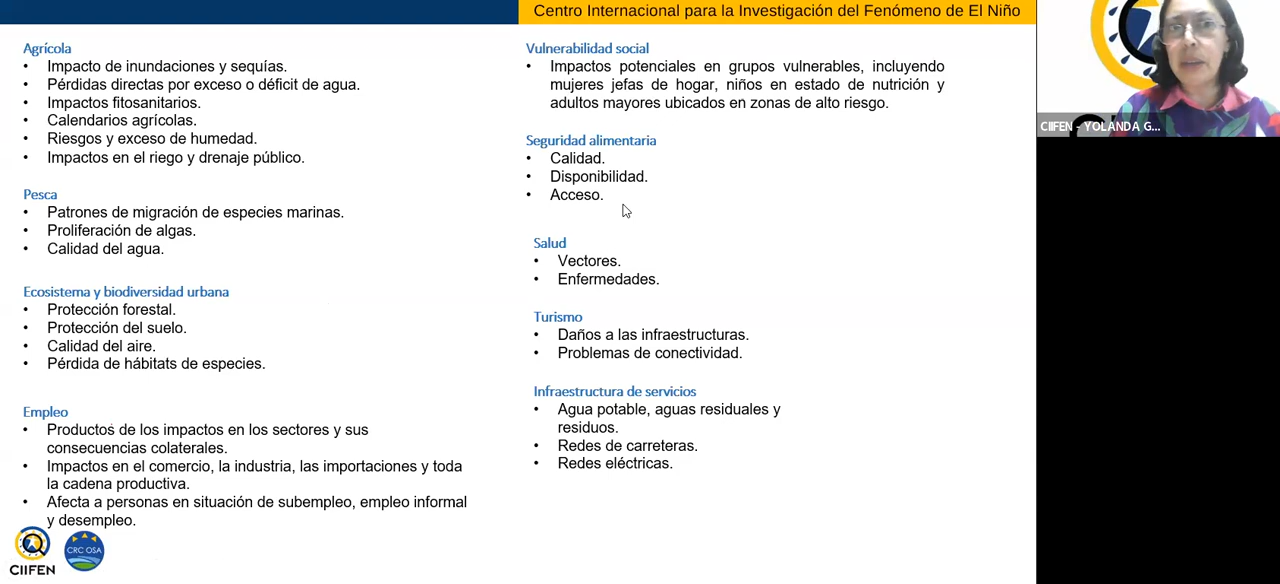 Centro Internacional para la Investigación del Fenómeno de El Niño
Agrícola
• Impacto de inundaciones y sequías.
• Pérdidas directas por exceso o déficit de agua.
• Impactos fitosanitarios.
• Calendarios agrícolas.
• Riesgos y exceso de humedad.
• Impactos en el riego y drenaje público.
Pesca
• Patrones de migración de especies marinas.
• Proliferación de algas.
• Calidad del agua.
Ecosistema y biodiversidad urbana
• Protección forestal.
• Protección del suelo.
• Calidad del aire.
• Pérdida de hábitats de especies.
Empleo
• Productos de los impactos en los sectores y sus
consecuencias colaterales.
• Impactos en el comercio, la industria, las importaciones y toda
la cadena productiva.
• Afecta a personas en situación de subempleo, empleo informal
y desempleo.
CIIFEN
CRC OSA
Vulnerabilidad social
• Impactos potenciales en grupos vulnerables, incluyendo
mujeres jefas de hogar, niños en estado de nutrición y
adultos mayores ubicados en zonas de alto riesgo.
Seguridad alimentaria
• Calidad.
• Disponibilidad.
• Acceso.
Salud
• Vectores.
• Enfermedades.
Turismo
• Daños a las infraestructuras.
• Problemas de conectividad.
Infraestructura de servicios
• Agua potable, aguas residuales y
residuos.
• Redes de carreteras.
• Redes eléctricas.
CIIFEN - YOLANDA G...